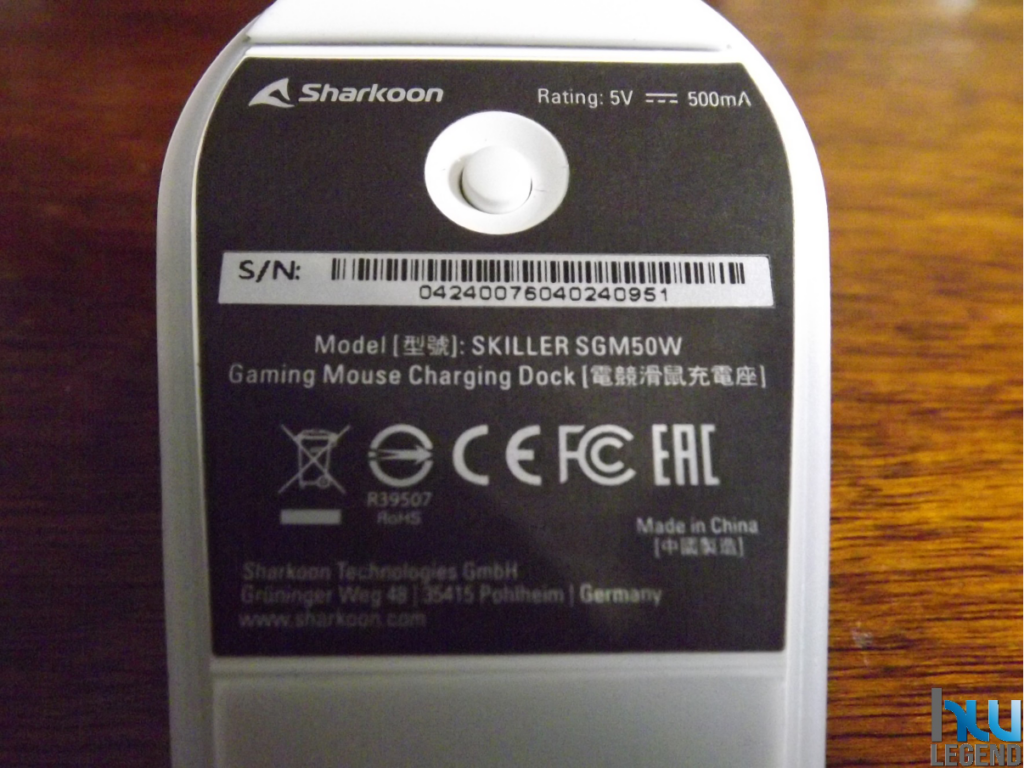 Sharkoon
Rating: 5V ⎓ 500mA
S/N:
04240076040240951
Model [型號]: SKILLER SGM50W
Gaming Mouse Charging Dock [電競滑鼠充電座]
CE FC EAC
R39507
RoHS
Made in China
[中國製造]
Sharkoon Technologies GmbH
Grüninger Weg 48 | 35415 Pohlheim | Germany
www.sharkoon.com
LEGEND